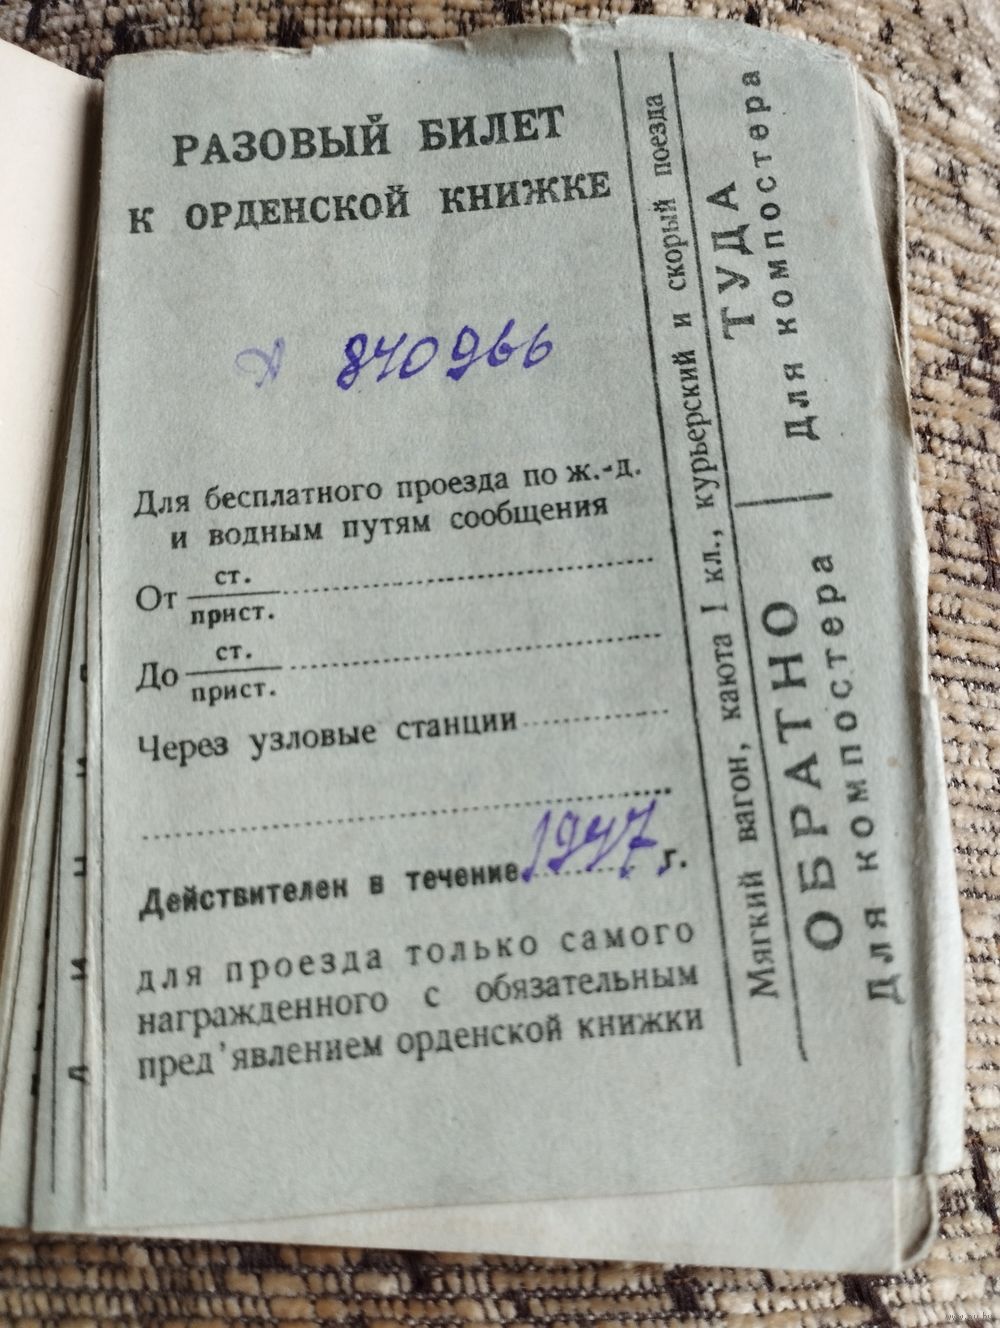 РАЗОВЫЙ БИЛЕТ
К ОРДЕНСКОЙ КНИЖКЕ
840966
Для бесплатного проезда по ж.-д.
и водным путям сообщения
От ст.
прист.
До ст.
прист.
Через узловые станции
Действителен в течение 1947 г.
для проезда только самого
награжденного с обязательным
пред'явлением орденской книжки
Мягкий вагон, каюта I кл., курьерский и скорый поезда
ТУДА
Для компостера
ОБРАТНО
Для компостера